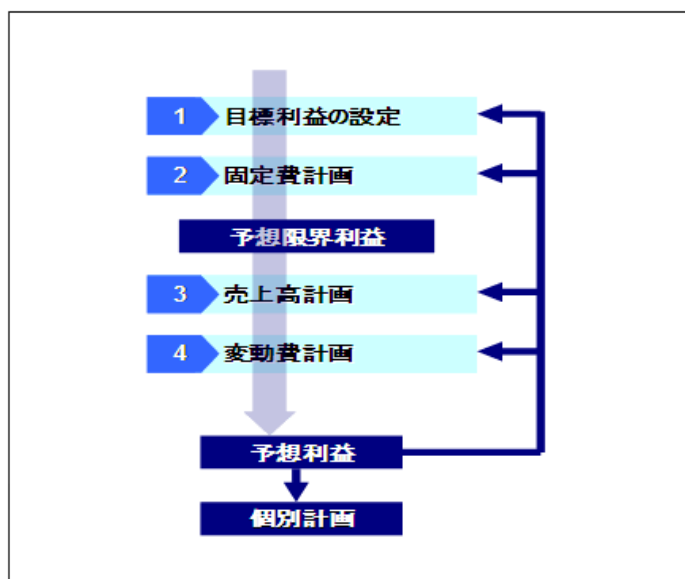 1 目標利益の設定
2 固定費計画
予想限界利益
3 売上高計画
4 変動費計画
予想利益
個別計画